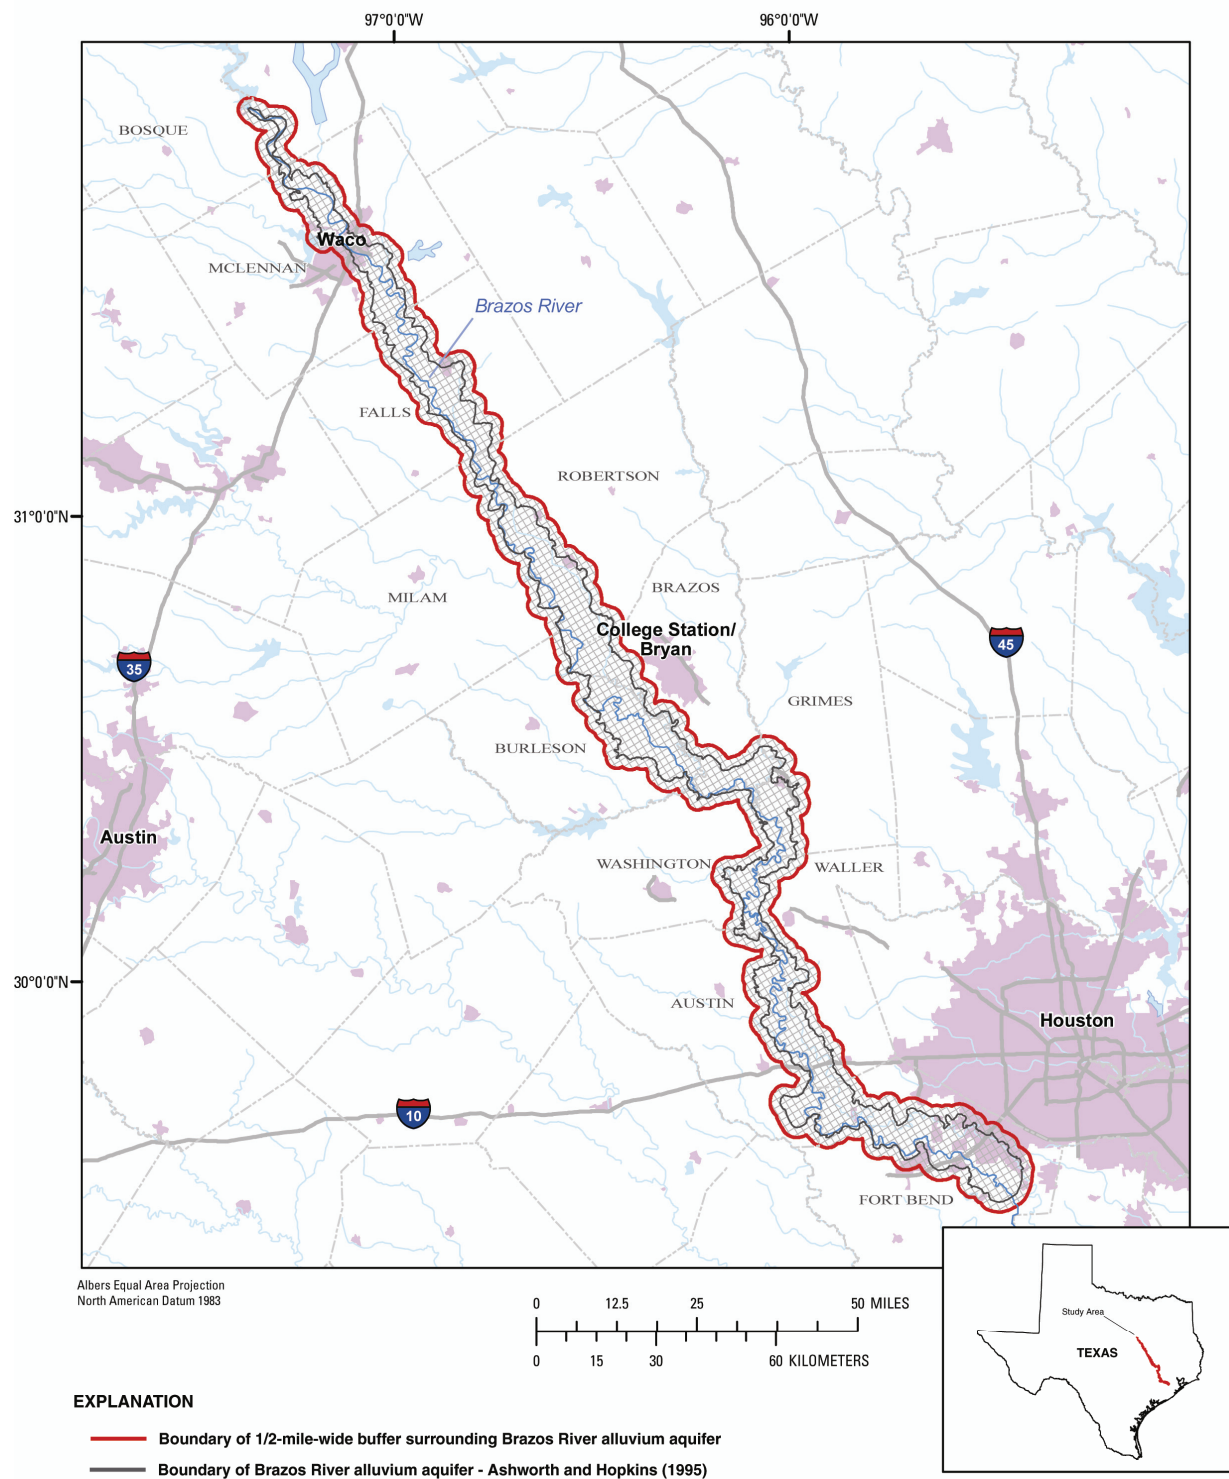 97°0'0"W
96°0'0"W
BOSQUE
Waco
MCLENNAN
Brazos River
FALLS
ROBERTSON
31°0'0"N
BRAZOS
MILAM
College Station/
Bryan
35
45
GRIMES
BURLESON
Austin
WASHINGTON
WALLER
30°0'0"N
AUSTIN
Houston
10
FORT BEND
Albers Equal Area Projection
North American Datum 1983
0 12.5 25 50 MILES
0 15 30 60 KILOMETERS
Study Area
TEXAS
EXPLANATION
Boundary of 1/2-mile-wide buffer surrounding Brazos River alluvium aquifer
Boundary of Brazos River alluvium aquifer - Ashworth and Hopkins (1995)